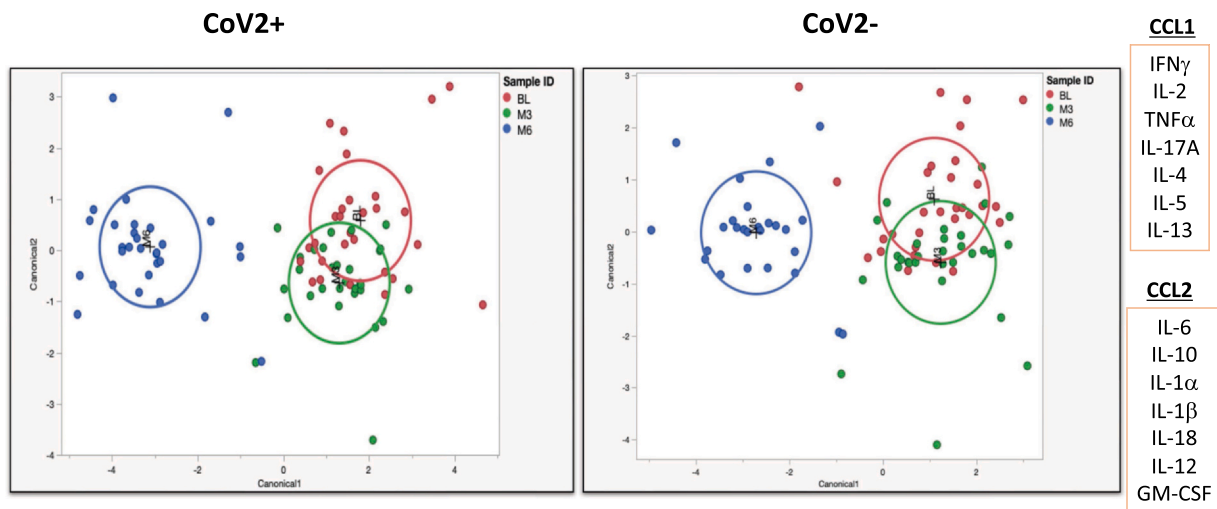 CoV2+
Sample ID
BL
M3
M6
3
2
1
0
-1
-2
-3
-4
Canonical2
M6
BL
M3
-4
-2
0
2
4
Canonical1
CoV2-
Sample ID
BL
M3
M6
3
2
1
0
-1
-2
-3
-4
Canonical2
M6
BL
M3
-4
-2
0
2
Canonical1
CCL1
IFNγ
IL-2
TNFα
IL-17A
IL-4
IL-5
IL-13
CCL2
IL-6
IL-10
IL-1α
IL-1β
IL-18
IL-12
GM-CSF